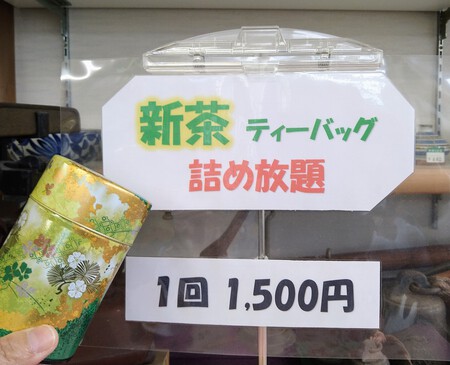 新茶 ティーバッグ
詰め放題
1回 1,500円